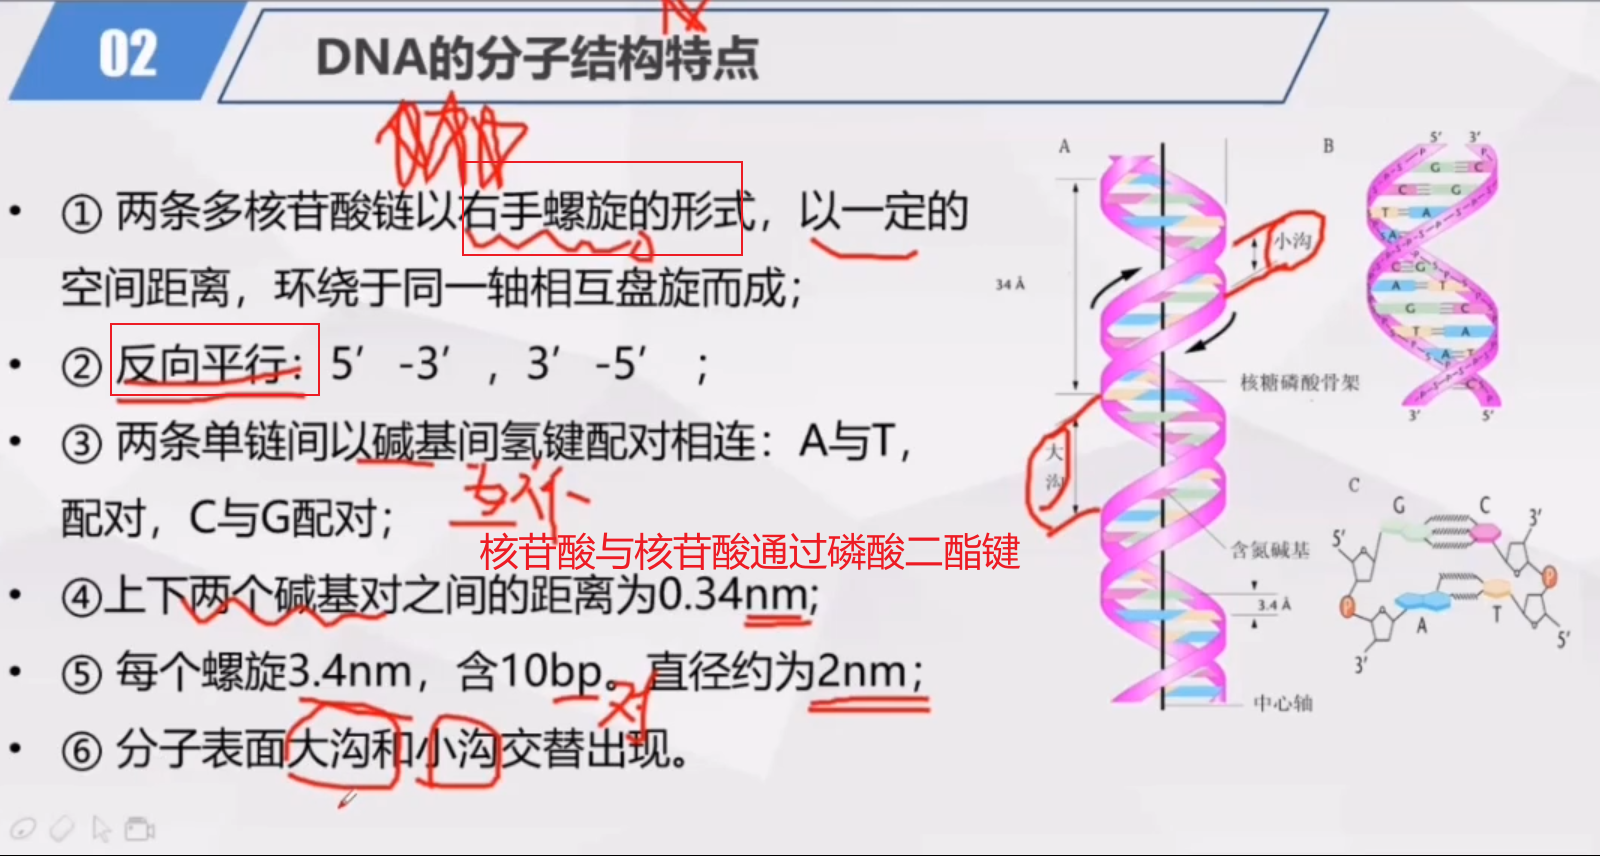 02
DNA的分子结构特点
• ① 两条多核苷酸链以右手螺旋的形式，以一定的
空间距离，环绕于同一轴相互盘旋而成；
• ② 反向平行：5′ -3′ ，3′ -5′ ；
• ③ 两条单链间以碱基间氢键配对相连：A与T，
配对，C与G配对；
互补
核苷酸与核苷酸通过磷酸二酯键
• ④上下两个碱基对之间的距离为0.34nm;
• ⑤ 每个螺旋3.4nm，含10bp。直径约为2nm；
对
• ⑥ 分子表面大沟和小沟交替出现。
A
34 Å
小沟
核糖磷酸骨架
大
沟
含氮碱基
3.4 Å
中心轴
B
5′ 3′
G C
C G
T A
A
C G
A T
G C
T A
A T
C
3′ 5′
C
G C
3′
5′
P
P
A T
5′
3′